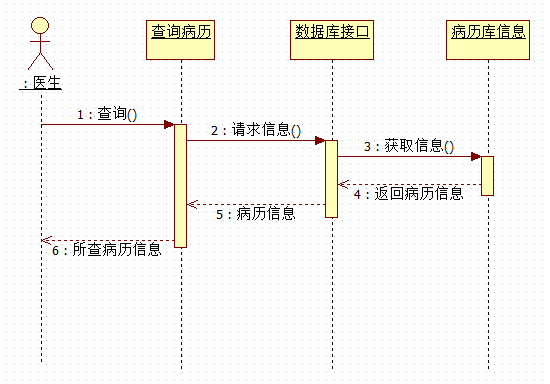 查询病历
数据库接口
病历库信息
：医生
1：查询()
2：请求信息()
3：获取信息()
4：返回病历信息
5：病历信息
6：所查病历信息